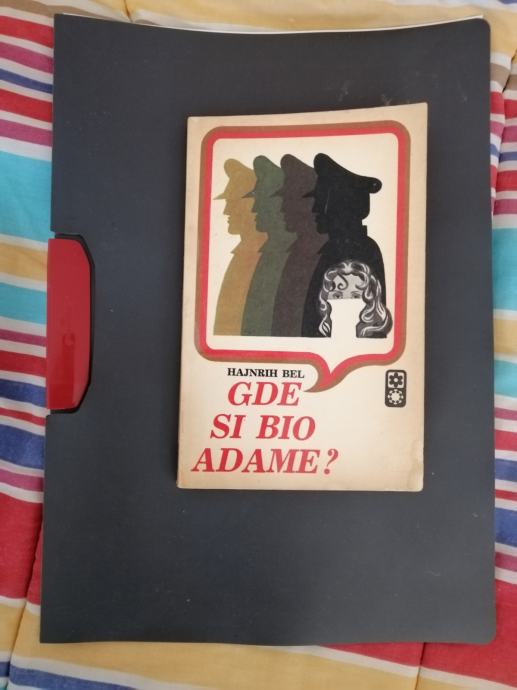 HAJNRIH BEL
GDE
SI BIO
ADAME?